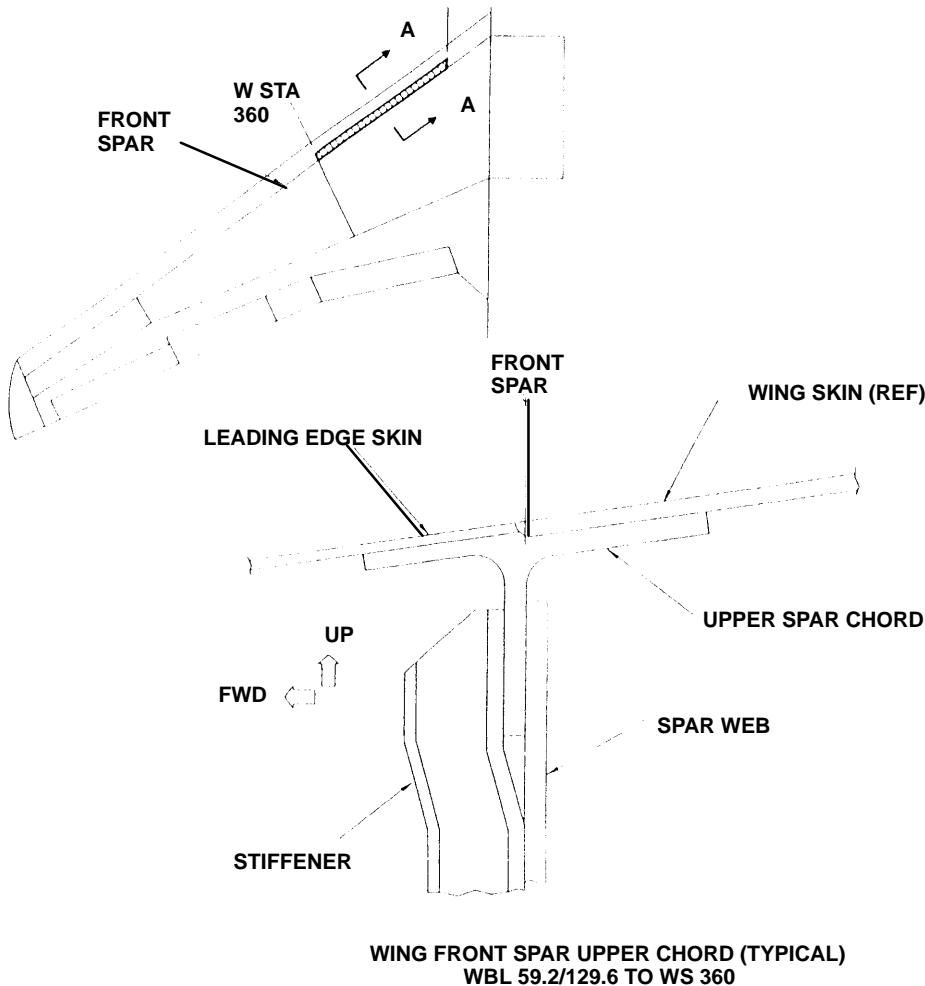 A
W STA
360
A
FRONT
SPAR
FRONT
SPAR
WING SKIN (REF)
LEADING EDGE SKIN
UPPER SPAR CHORD
UP
FWD
SPAR WEB
STIFFENER
WING FRONT SPAR UPPER CHORD (TYPICAL)
WBL 59.2/129.6 TO WS 360